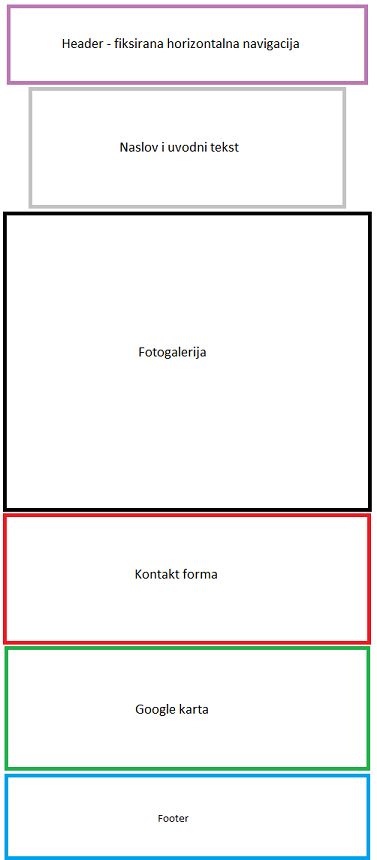 Header - fiksirana horizontalna navigacija
Naslov i uvodni tekst
Fotogalerija
Kontakt forma
Google karta
Footer